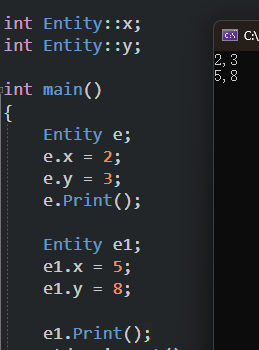 int Entity::x;
int Entity::y;
int main()
{
Entity e;
e.x = 2;
e.y = 3;
e.Print();
Entity e1;
e1.x = 5;
e1.y = 8;
e1.Print();
C:\
2,3
5,8